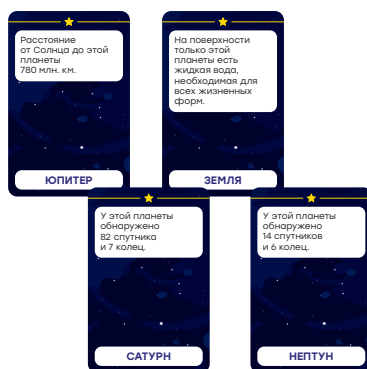 Расстояние
от Солнца до этой
планеты
780 млн. км.
ЮПИТЕР
На поверхности
только этой
планеты есть
жидкая вода,
необходимая для
всех жизненных
форм.
ЗЕМЛЯ
У этой планеты
обнаружено
82 спутника
и 7 колец.
САТУРН
У этой планеты
обнаружено
14 спутников
и 6 колец.
НЕПТУН